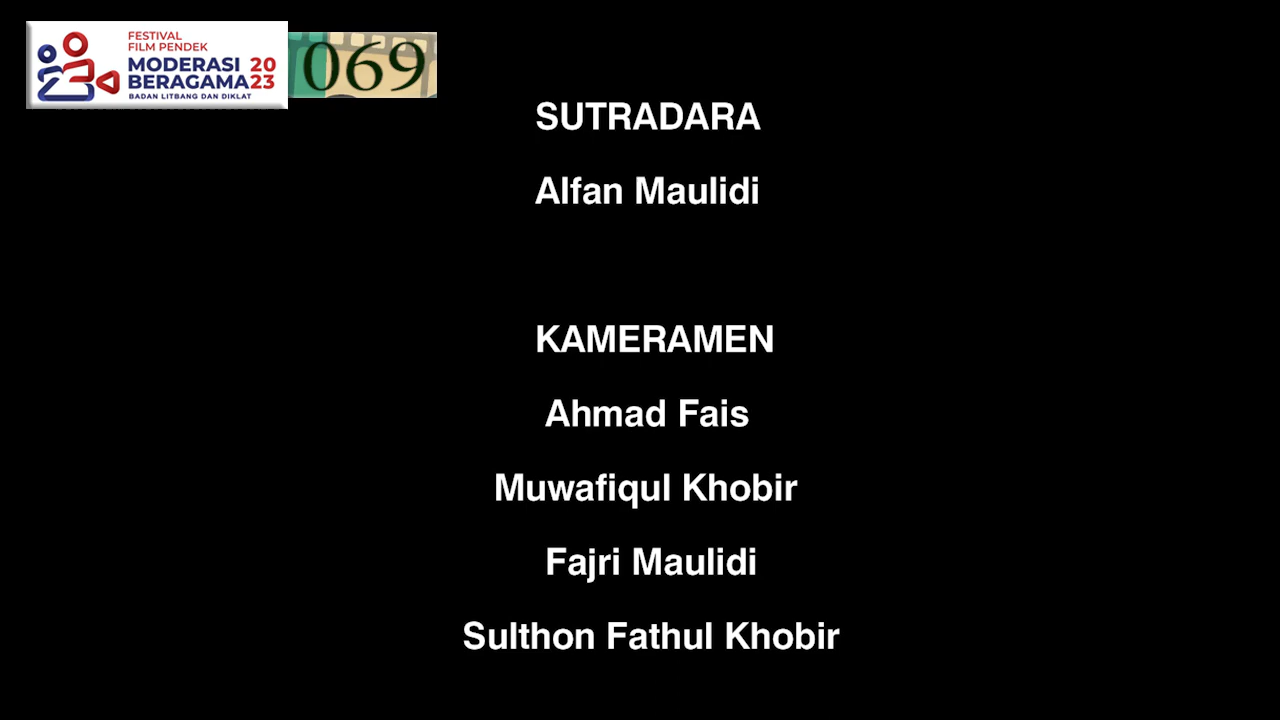 FESTIVAL
FILM PENDEK
MODERASI 20
BERAGAMA 23
BADAN LITBANG DAN DIKLAT
069
SUTRADARA
Alfan Maulidi
KAMERAMEN
Ahmad Fais
Muwafiqul Khobir
Fajri Maulidi
Sulthon Fathul Khobir